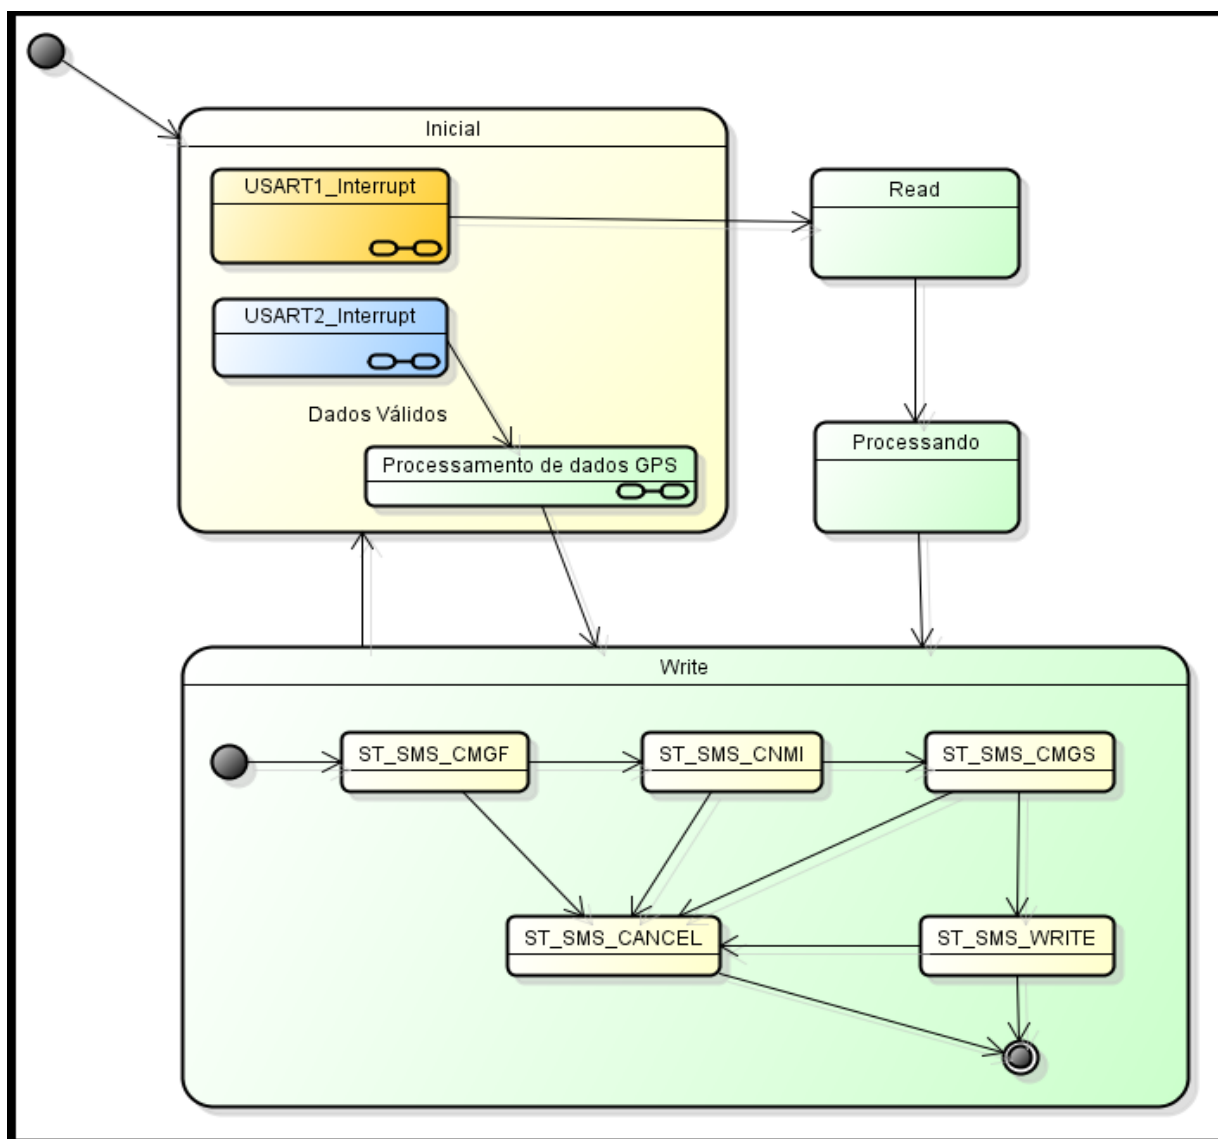 Inicial
USART1_Interrupt
Read
USART2_Interrupt
Dados Válidos
Processamento de dados GPS
Processando
Write
ST_SMS_CMGF
ST_SMS_CNMI
ST_SMS_CMGS
ST_SMS_CANCEL
ST_SMS_WRITE